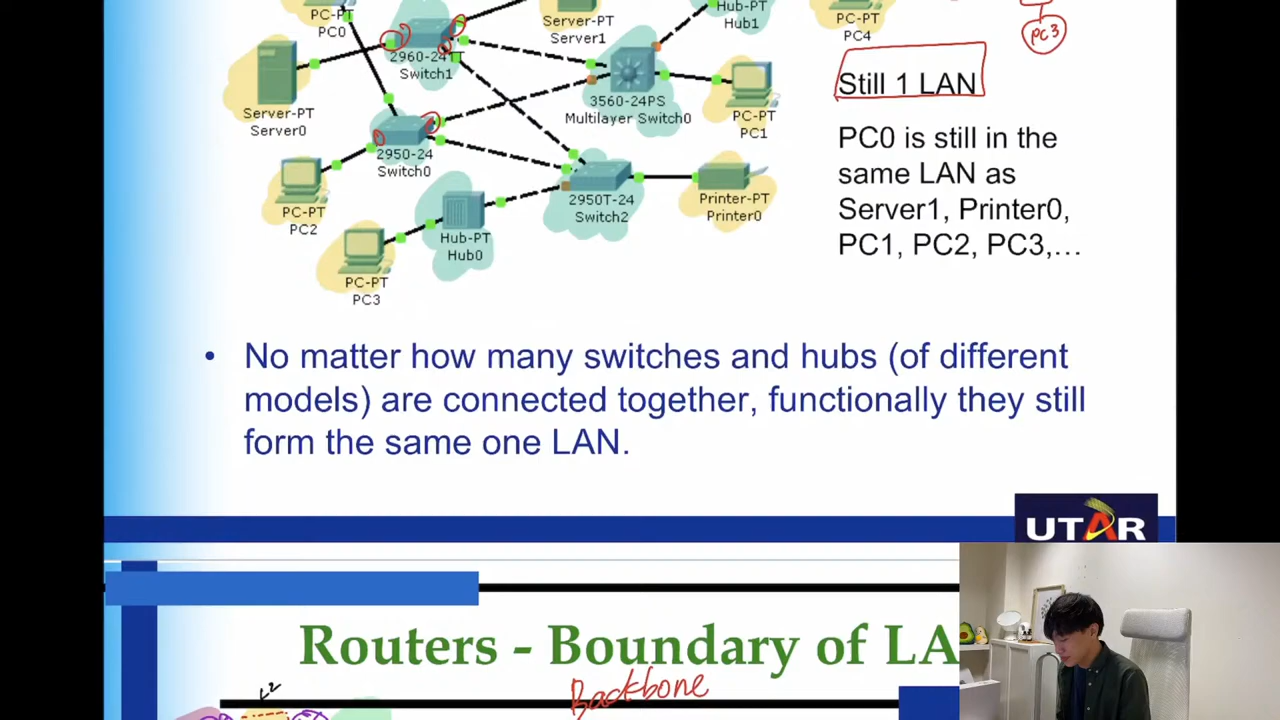 PC-PT
PC0
Server-PT
Server1
Hub-PT
Hub1
PC-PT
PC4
pc3
2960-24TT
Switch1
Still 1 LAN
3560-24PS
Multilayer Switch0
PC-PT
PC1
Server-PT
Server0
2950-24
Switch0
PC0 is still in the
same LAN as
Server1, Printer0,
PC1, PC2, PC3,…
PC-PT
PC2
2950T-24
Switch2
Printer-PT
Printer0
Hub-PT
Hub0
PC-PT
PC3
• No matter how many switches and hubs (of different
models) are connected together, functionally they still
form the same one LAN.
UTAR
Routers - Boundary of LA
Backbone
L2